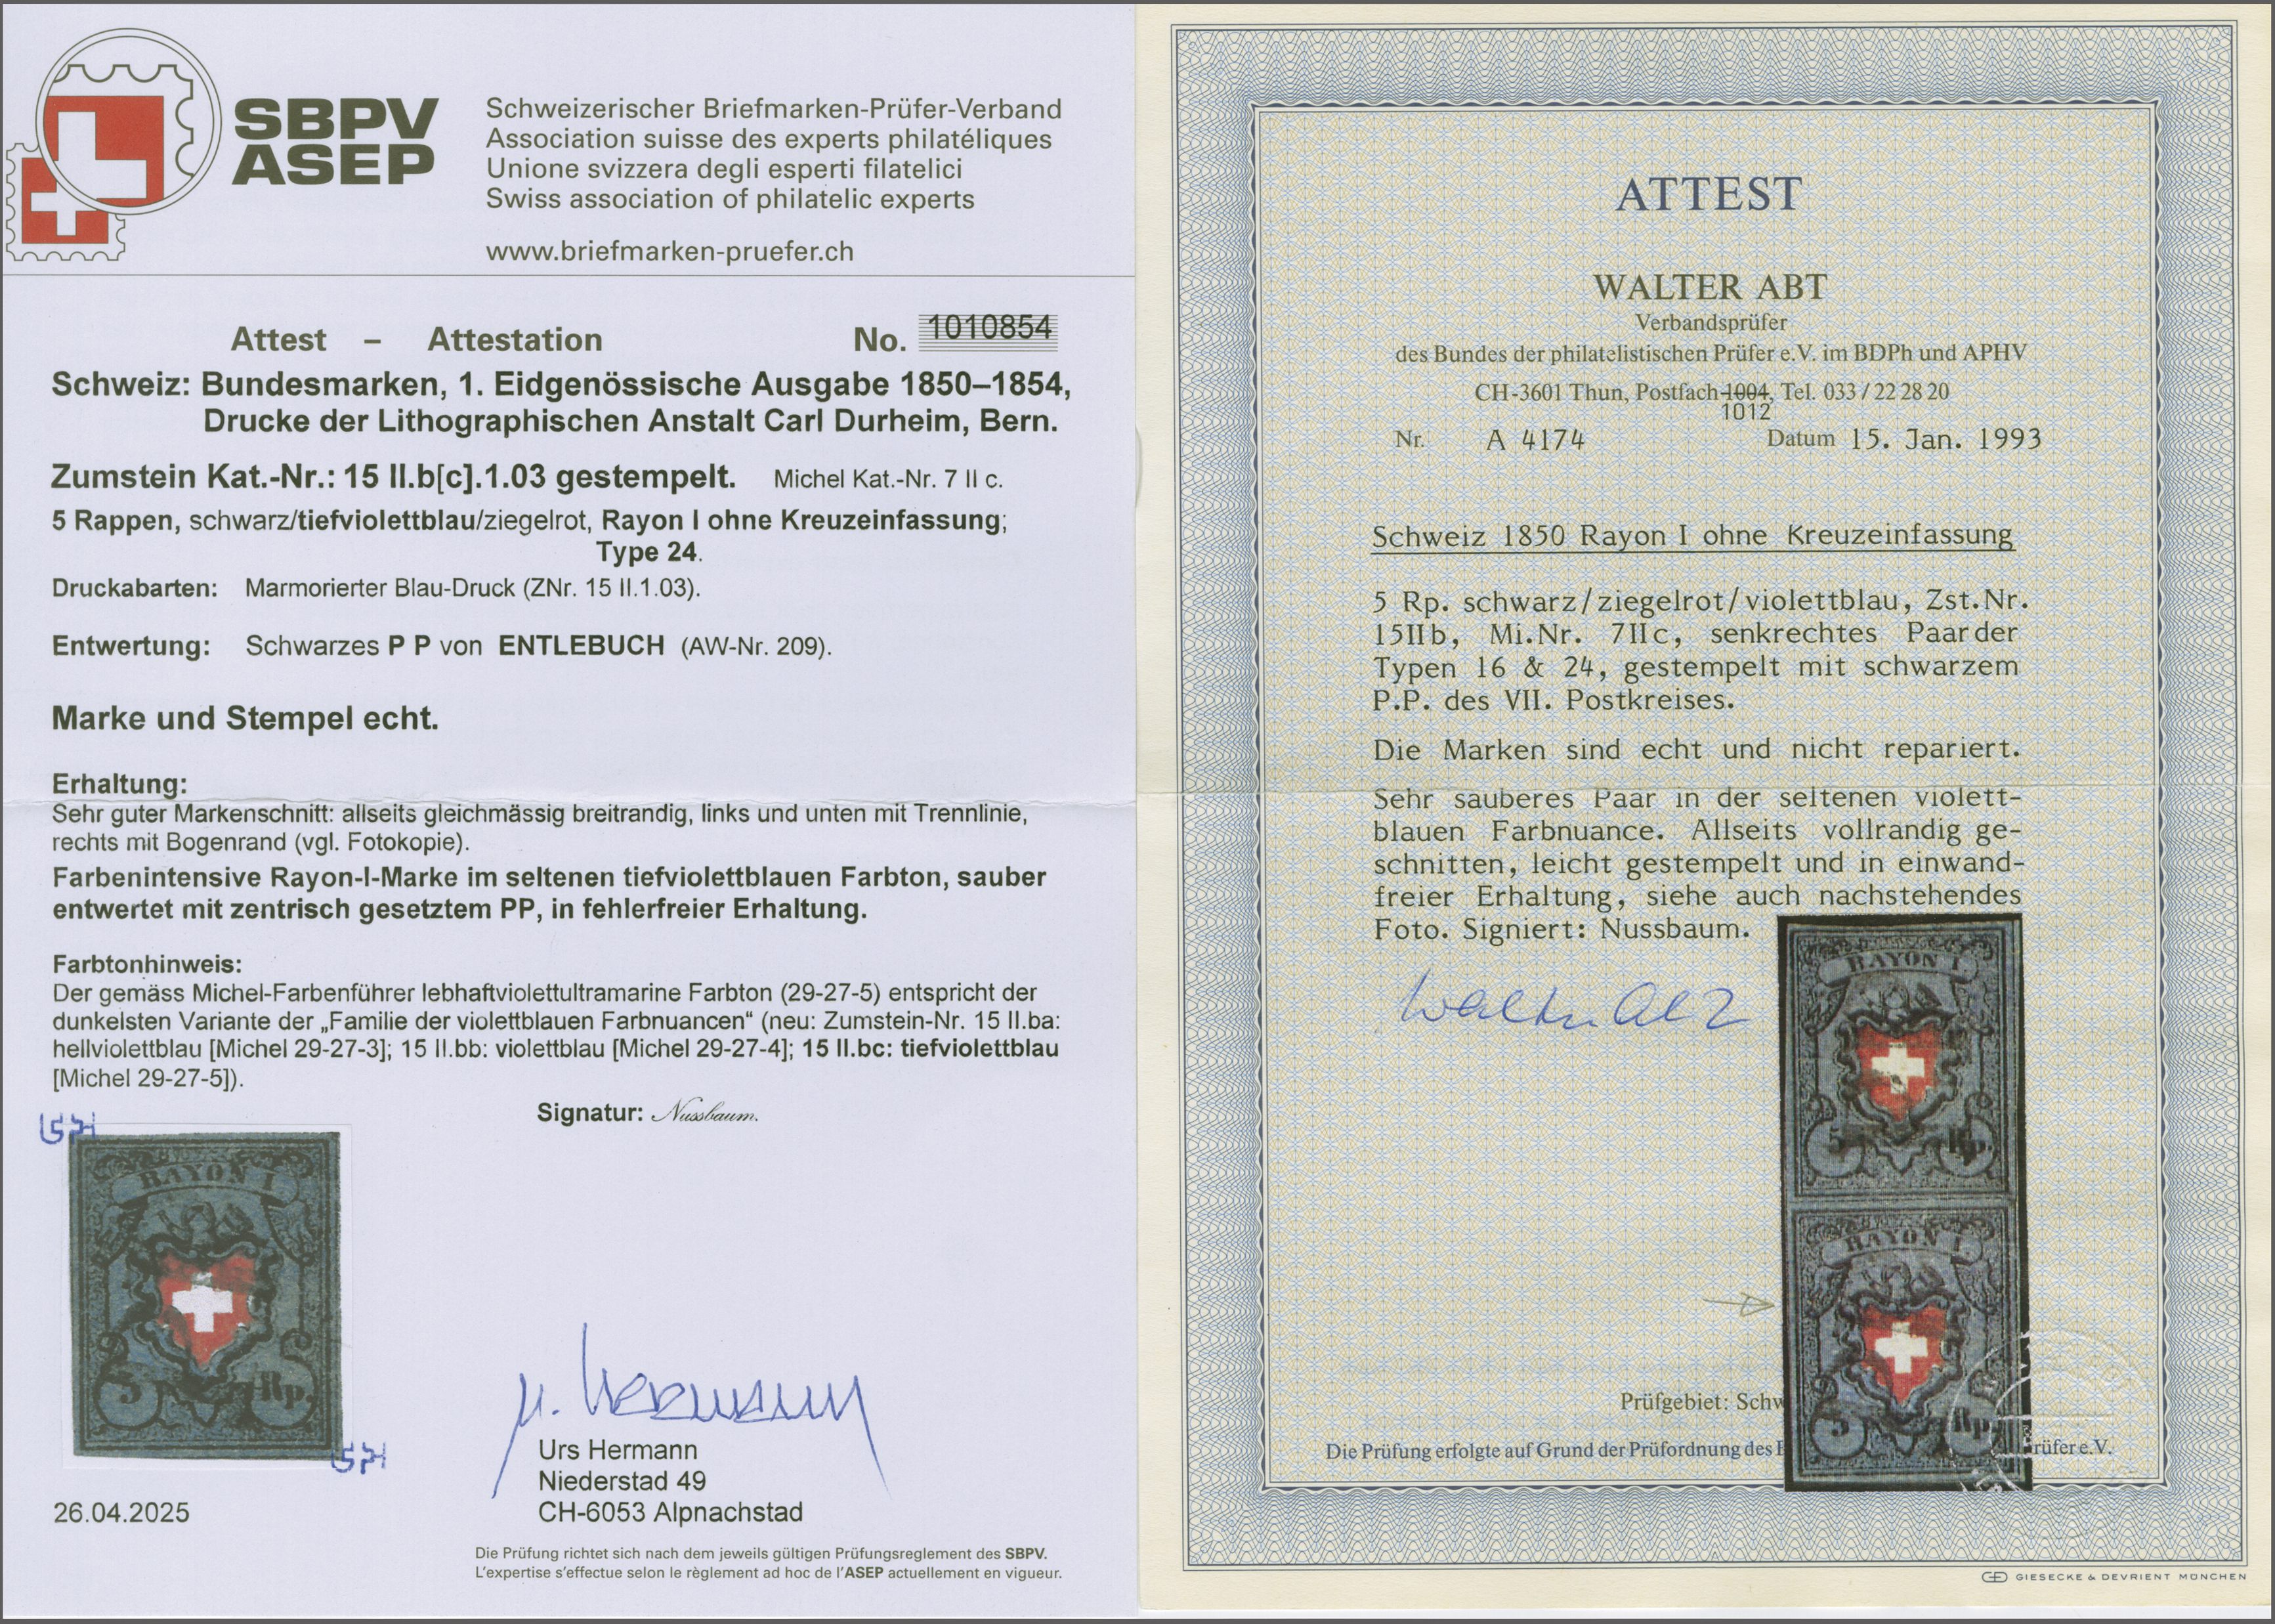 SBPV
ASEP
Schweizerischer Briefmarken-Prüfer-Verband
Association suisse des experts philatéliques
Unione svizzera degli esperti filatelici
Swiss association of philatelic experts
www.briefmarken-pruefer.ch
Attest – Attestation No. 1010854
Schweiz: Bundesmarken, 1. Eidgenössische Ausgabe 1850–1854,
Drucke der Lithographischen Anstalt Carl Durheim, Bern.
Zumstein Kat.-Nr.: 15 II.b[c].1.03 gestempelt. Michel Kat.-Nr. 7 II c.
5 Rappen, schwarz/tiefviolettblau/ziegelrot, Rayon I ohne Kreuzeinfassung;
Type 24.
Druckabarten: Marmorierter Blau-Druck (ZNr. 15 II.1.03).
Entwertung: Schwarzes P P von ENTLEBUCH (AW-Nr. 209).
Marke und Stempel echt.
Erhaltung:
Sehr guter Markenschnitt: allseits gleichmässig breitrandig, links und unten mit Trennlinie,
rechts mit Bogenrand (vgl. Fotokopie).
Farbenintensive Rayon-I-Marke im seltenen tiefviolettblauen Farbton, sauber
entwertet mit zentrisch gesetztem PP, in fehlerfreier Erhaltung.
Farbtonhinweis:
Der gemäss Michel-Farbenführer lebhaftviolettultramarine Farbton (29-27-5) entspricht der
dunkelsten Variante der „Familie der violettblauen Farbnuancen“ (neu: Zumstein-Nr. 15 II.ba:
hellviolettblau [Michel 29-27-3]; 15 II.bb: violettblau [Michel 29-27-4]; 15 II.bc: tiefviolettblau
[Michel 29-27-5]).
Signatur: Nussbaum.
RAYON I
5 Rp.
U. Hermann
Urs Hermann
Niederstad 49
CH-6053 Alpnachstad
26.04.2025
Die Prüfung richtet sich nach dem jeweils gültigen Prüfungsreglement des SBPV.
L'expertise s'effectue selon le règlement ad hoc de l'ASEP actuellement en vigueur.
ATTEST
WALTER ABT
Verbandsprüfer
des Bundes der philatelistischen Prüfer e.V. im BDPh und APHV
CH-3601 Thun, Postfach 1004, Tel. 033 / 22 28 20
1012
Nr. A 4174 Datum 15. Jan. 1993
Schweiz 1850 Rayon I ohne Kreuzeinfassung
5 Rp. schwarz/ziegelrot/violettblau, Zst.Nr.
15IIb, Mi.Nr. 7IIc, senkrechtes Paar der
Typen 16 & 24, gestempelt mit schwarzem
P.P. des VII. Postkreises.
Die Marken sind echt und nicht repariert.
Sehr sauberes Paar in der seltenen violett-
blauen Farbnuance. Allseits vollrandig ge-
schnitten, leicht gestempelt und in einwand-
freier Erhaltung, siehe auch nachstehendes
Foto. Signiert: Nussbaum.
Walter Abt
RAYON I
5 Rp.
RAYON I
5 Rp.
Prüfgebiet: Schw
Die Prüfung erfolgte auf Grund der Prüfordnung des B rüfer e.V.
GIESECKE & DEVRIENT MÜNCHEN